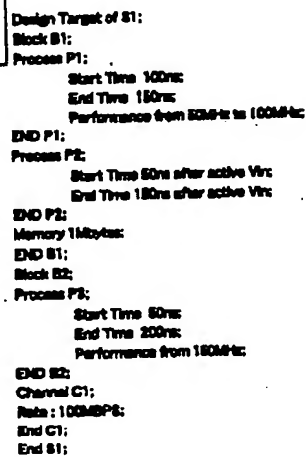 Design Target of S1;
Block B1;
Process P1;
Start Time 100ns;
End Time 150ns;
Performance from 50MHz to 100MHz;
END P1;
Process P2;
Start Time 50ns after active Vin;
End Time 150ns after active Vin;
END P2;
Memory 1Mbytes;
END B1;
Block B2;
Process P3;
Start Time 50ns;
End Time 200ns;
Performance from 150MHz;
END B2;
Channel C1;
Rate : 100MBPS;
End C1;
End S1;